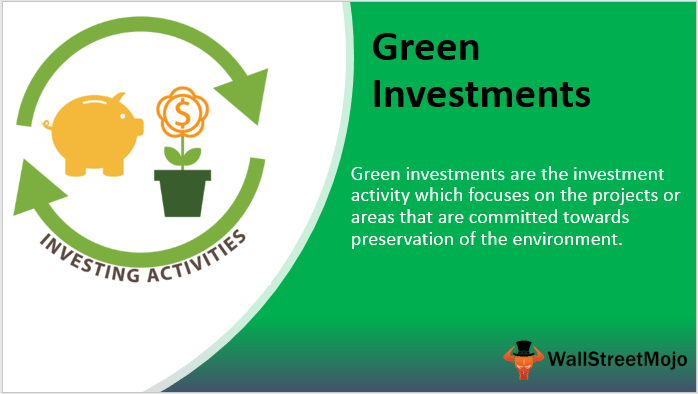 Green
Investments
Green investments are the investment
activity which focuses on the projects or
areas that are committed towards
preservation of the environment.
$
INVESTING ACTIVITIES
WallStreetMojo